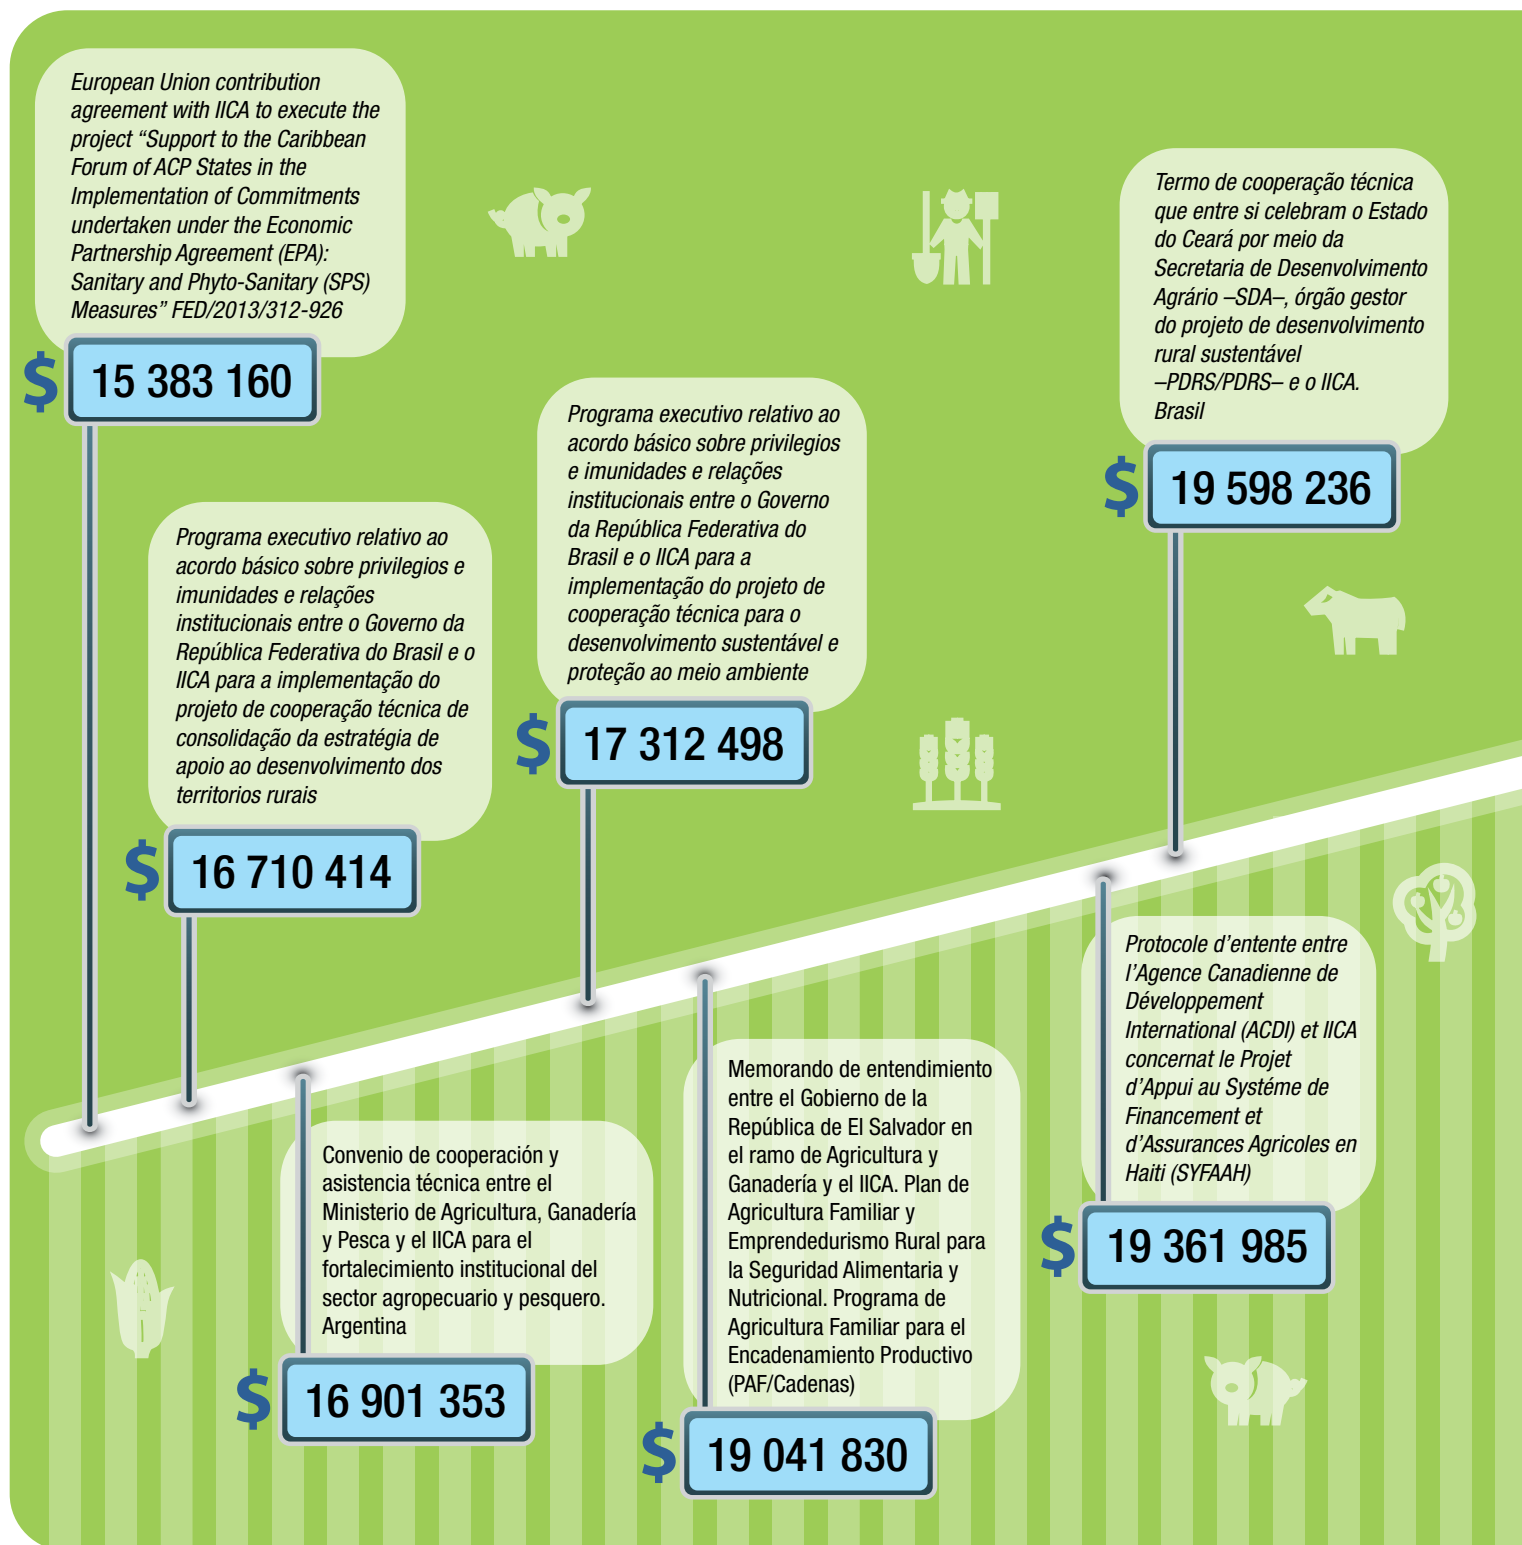 European Union contribution
agreement with IICA to execute the
project “Support to the Caribbean
Forum of ACP States in the
Implementation of Commitments
undertaken under the Economic
Partnership Agreement (EPA):
Sanitary and Phyto-Sanitary (SPS)
Measures” FED/2013/312-926
$ 15 383 160
Programa executivo relativo ao
acordo básico sobre privilegios e
imunidades e relações
institucionais entre o Governo da
República Federativa do Brasil e o
IICA para a implementação do
projeto de cooperação técnica de
consolidação da estratégia de
apoio ao desenvolvimento dos
territorios rurais
$ 16 710 414
Convenio de cooperación y
asistencia técnica entre el
Ministerio de Agricultura, Ganadería
y Pesca y el IICA para el
fortalecimiento institucional del
sector agropecuario y pesquero.
Argentina
$ 16 901 353
Programa executivo relativo ao
acordo básico sobre privilegios
e imunidades e relações
institucionais entre o Governo
da República Federativa do
Brasil e o IICA para a
implementação do projeto de
cooperação técnica para o
desenvolvimento sustentável e
proteção ao meio ambiente
$ 17 312 498
Memorando de entendimiento
entre el Gobierno de la
República de El Salvador en
el ramo de Agricultura y
Ganadería y el IICA. Plan de
Agricultura Familiar y
Emprendedurismo Rural para
la Seguridad Alimentaria y
Nutricional. Programa de
Agricultura Familiar para el
Encadenamiento Productivo
(PAF/Cadenas)
$ 19 041 830
Protocole d’entente entre
l’Agence Canadienne de
Développement
International (ACDI) et IICA
concernat le Projet
d’Appui au Systéme de
Financement et
d’Assurances Agricoles en
Haiti (SYFAAH)
$ 19 361 985
Termo de cooperação técnica
que entre si celebram o Estado
do Ceará por meio da
Secretaria de Desenvolvimento
Agrário –SDA–, órgão gestor
do projeto de desenvolvimento
rural sustentável
–PDRS/PDRS– e o IICA.
Brasil
$ 19 598 236